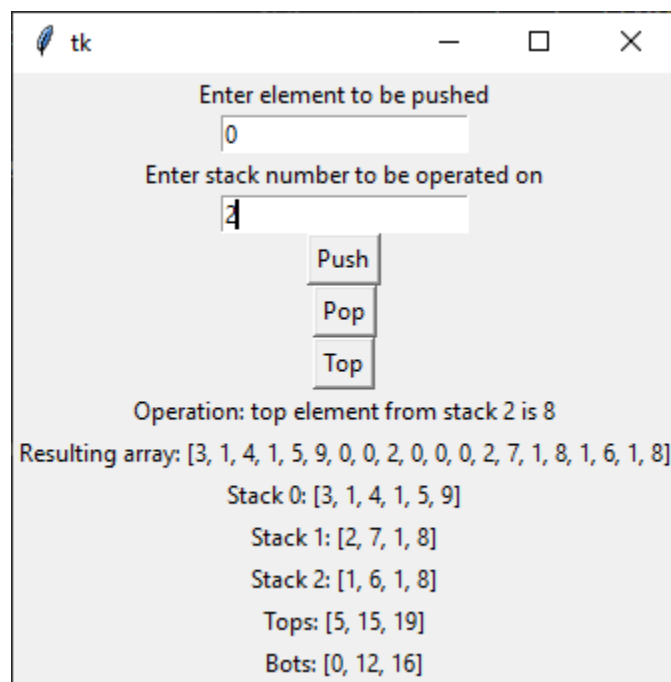 tk
Enter element to be pushed
0
Enter stack number to be operated on
2
Push
Pop
Top
Operation: top element from stack 2 is 8
Resulting array: [3, 1, 4, 1, 5, 9, 0, 0, 2, 0, 0, 0, 2, 7, 1, 8, 1, 6, 1, 8]
Stack 0: [3, 1, 4, 1, 5, 9]
Stack 1: [2, 7, 1, 8]
Stack 2: [1, 6, 1, 8]
Tops: [5, 15, 19]
Bots: [0, 12, 16]